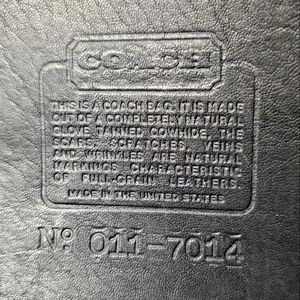 COACH
THIS IS A COACH BAG. IT IS MADE
OUT OF A COMPLETELY NATURAL
GLOVE TANNED COWHIDE. THE
SCARS, SCRATCHES, VEINS
AND WRINKLES ARE NATURAL
MARKINGS CHARACTERISTIC
OF FULL-GRAIN LEATHERS.
MADE IN THE UNITED STATES
Nº 011-7014